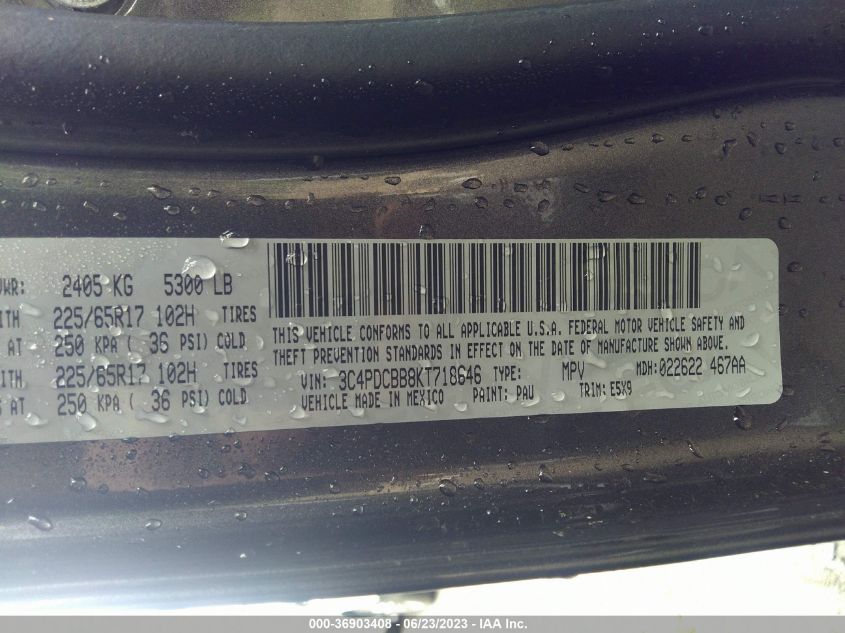 VWR: 2405 KG 5300 LB
ITH 225/65R17 102H TIRES
AT 250 KPA ( 36 PSI) COLD
225/65R17 102H TIRES
S AT 250 KPA ( 36 PSI) COLD
THIS VEHICLE CONFORMS TO ALL APPLICABLE U.S.A. FEDERAL MOTOR VEHICLE SAFETY AND
THEFT PREVENTION STANDARDS IN EFFECT ON THE DATE OF MANUFACTURE SHOWN ABOVE.
VIN: 3C4PDCBB8KT718646 TYPE: MPV MDH: 022622 467AA
VEHICLE MADE IN MEXICO PAINT: PAU TRIM: E5X9
000-36903408 - 06/23/2023 - IAA Inc.